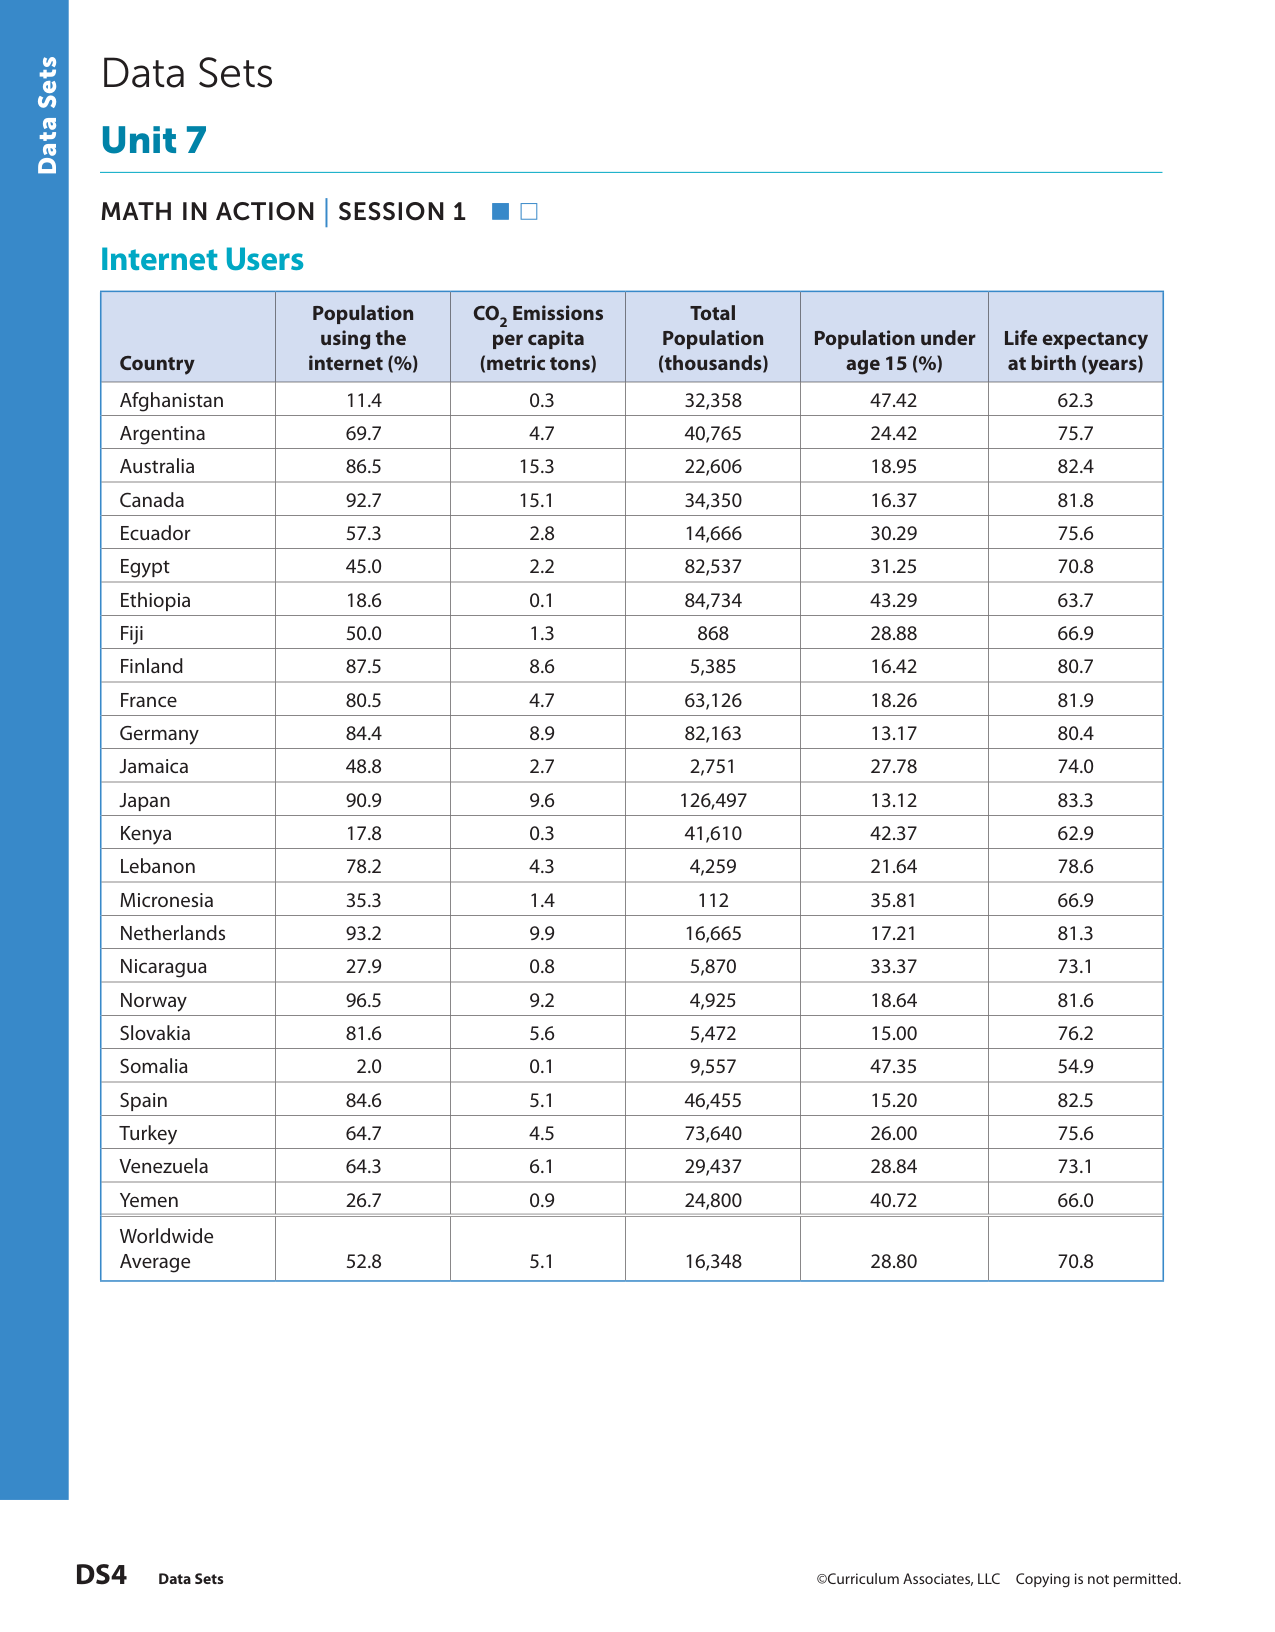 Data Sets
Data Sets
Unit 7
MATH IN ACTION | SESSION 1
Internet Users
Country Population using the internet (%) CO2 Emissions per capita (metric tons) Total Population (thousands) Population under age 15 (%) Life expectancy at birth (years)
Afghanistan 11.4 0.3 32,358 47.42 62.3
Argentina 69.7 4.7 40,765 24.42 75.7
Australia 86.5 15.3 22,606 18.95 82.4
Canada 92.7 15.1 34,350 16.37 81.8
Ecuador 57.3 2.8 14,666 30.29 75.6
Egypt 45.0 2.2 82,537 31.25 70.8
Ethiopia 18.6 0.1 84,734 43.29 63.7
Fiji 50.0 1.3 868 28.88 66.9
Finland 87.5 8.6 5,385 16.42 80.7
France 80.5 4.7 63,126 18.26 81.9
Germany 84.4 8.9 82,163 13.17 80.4
Jamaica 48.8 2.7 2,751 27.78 74.0
Japan 90.9 9.6 126,497 13.12 83.3
Kenya 17.8 0.3 41,610 42.37 62.9
Lebanon 78.2 4.3 4,259 21.64 78.6
Micronesia 35.3 1.4 112 35.81 66.9
Netherlands 93.2 9.9 16,665 17.21 81.3
Nicaragua 27.9 0.8 5,870 33.37 73.1
Norway 96.5 9.2 4,925 18.64 81.6
Slovakia 81.6 5.6 5,472 15.00 76.2
Somalia 2.0 0.1 9,557 47.35 54.9
Spain 84.6 5.1 46,455 15.20 82.5
Turkey 64.7 4.5 73,640 26.00 75.6
Venezuela 64.3 6.1 29,437 28.84 73.1
Yemen 26.7 0.9 24,800 40.72 66.0
Worldwide
Average 52.8 5.1 16,348 28.80 70.8
DS4 Data Sets ©Curriculum Associates, LLC Copying is not permitted.